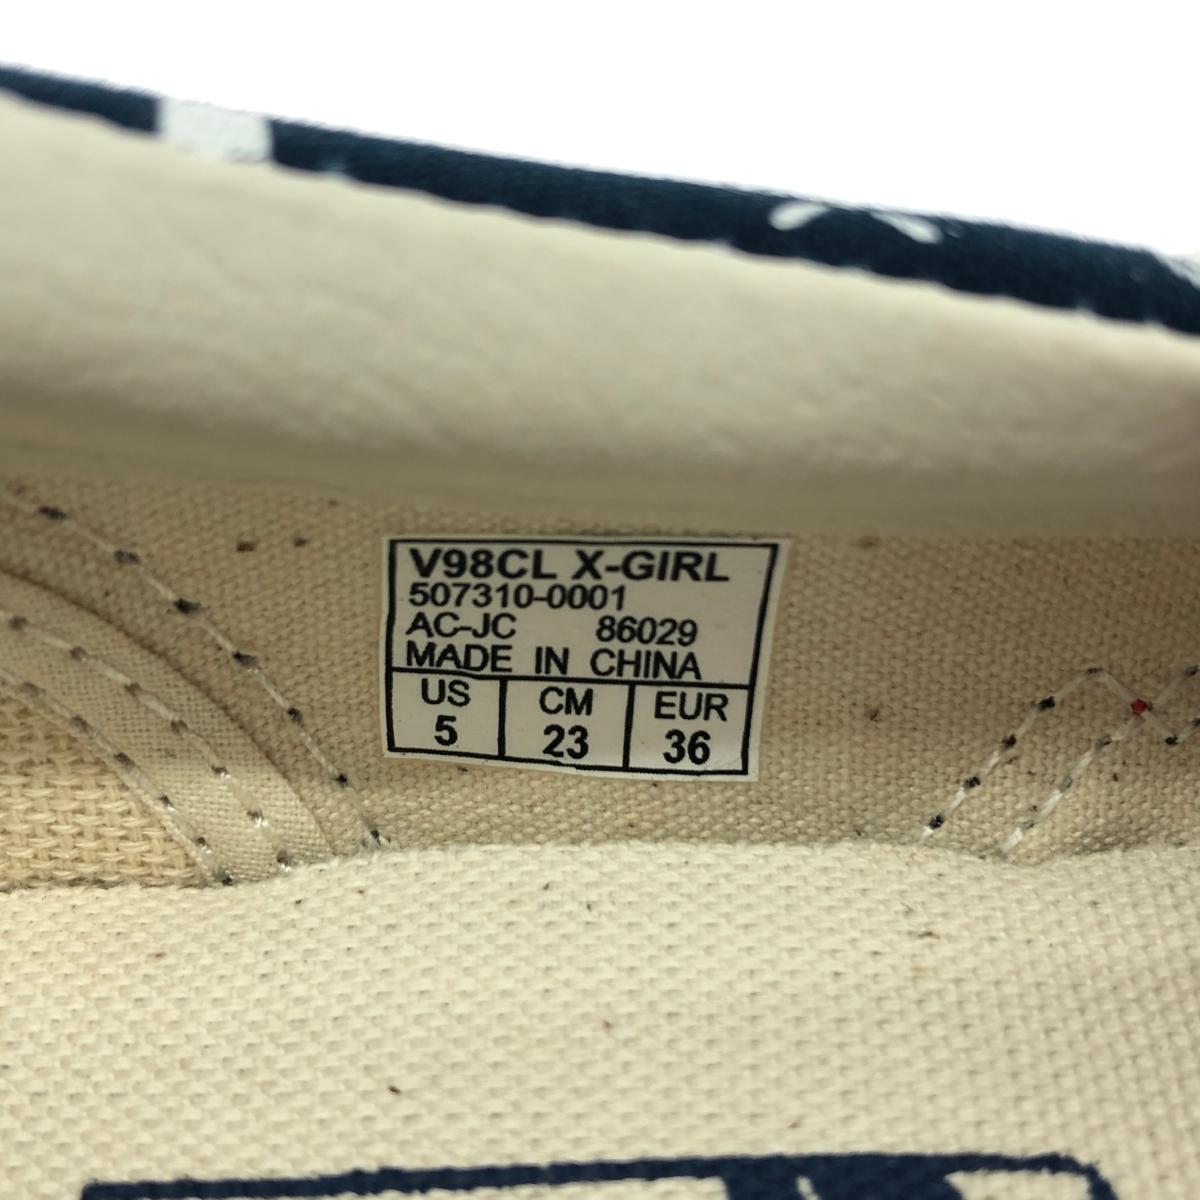 V98CL X-GIRL
507310-0001
AC-JC 86029
MADE IN CHINA
US CM EUR
5 23 36